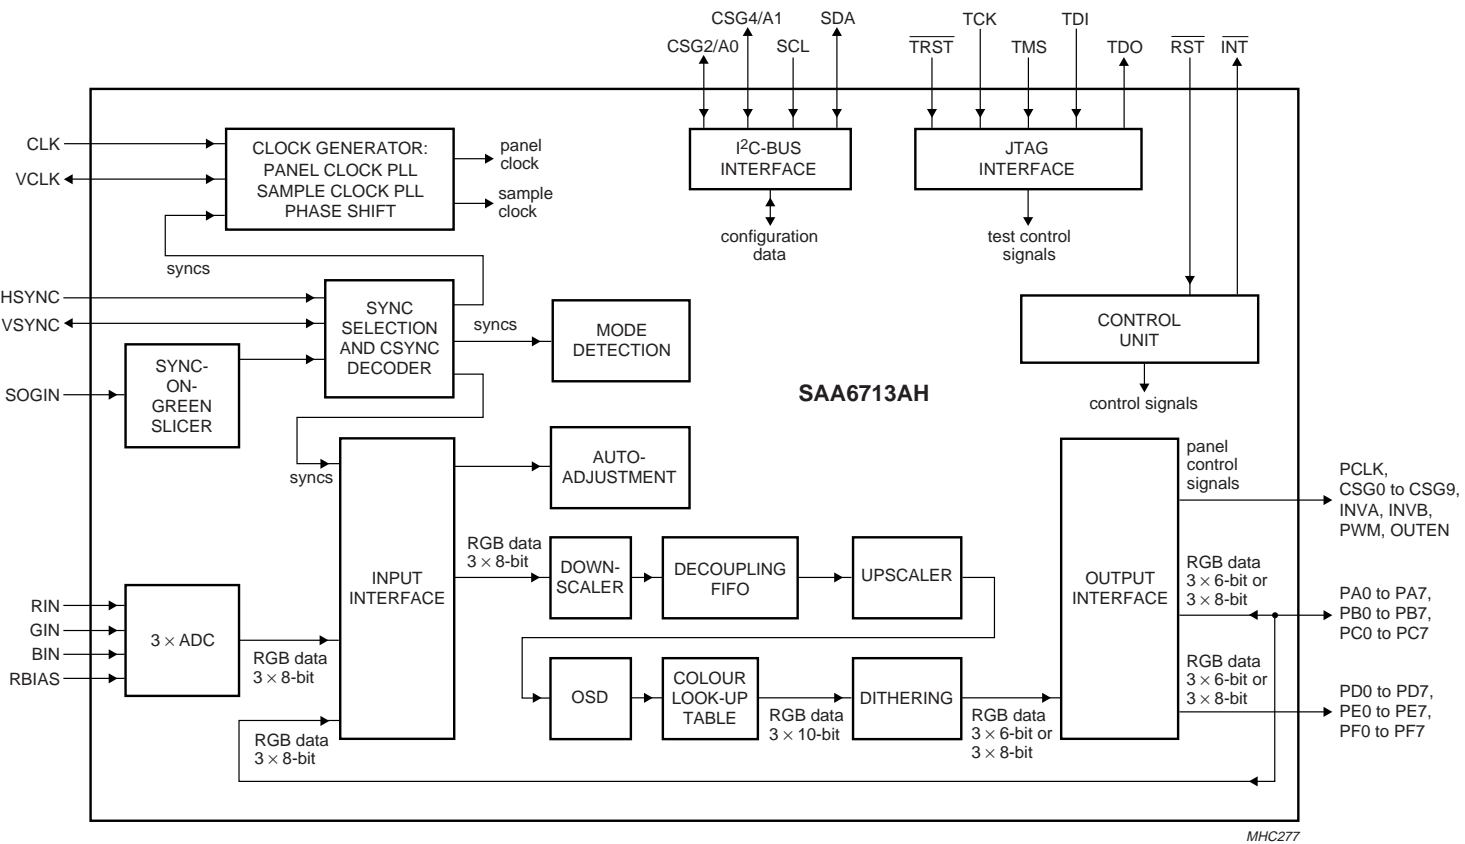 CSG4/A1
SDA
TCK
TDI
CSG2/A0
SCL
TRST
TMS
TDO
RST
INT
CLK
VCLK
CLOCK GENERATOR:
PANEL CLOCK PLL
SAMPLE CLOCK PLL
PHASE SHIFT
panel
clock
sample
clock
I²C-BUS
INTERFACE
JTAG
INTERFACE
configuration
data
test control
signals
syncs
HSYNC
VSYNC
SYNC
SELECTION
AND CSYNC
DECODER
syncs
MODE
DETECTION
CONTROL
UNIT
SOGIN
SYNC-
ON-
GREEN
SLICER
SAA6713AH
control signals
syncs
AUTO-
ADJUSTMENT
panel
control
signals
PCLK,
CSG0 to CSG9,
INVA, INVB,
PWM, OUTEN
RGB data
3 × 8-bit
INPUT
INTERFACE
DOWN-
SCALER
DECOUPLING
FIFO
UPSCALER
OUTPUT
INTERFACE
RGB data
3 × 6-bit or
3 × 8-bit
PA0 to PA7,
PB0 to PB7,
PC0 to PC7
RIN
GIN
BIN
RBIAS
3 × ADC
RGB data
3 × 8-bit
OSD
COLOUR
LOOK-UP
TABLE
RGB data
3 × 10-bit
DITHERING
RGB data
3 × 6-bit or
3 × 8-bit
RGB data
3 × 6-bit or
3 × 8-bit
PD0 to PD7,
PE0 to PE7,
PF0 to PF7
RGB data
3 × 8-bit
MHC277